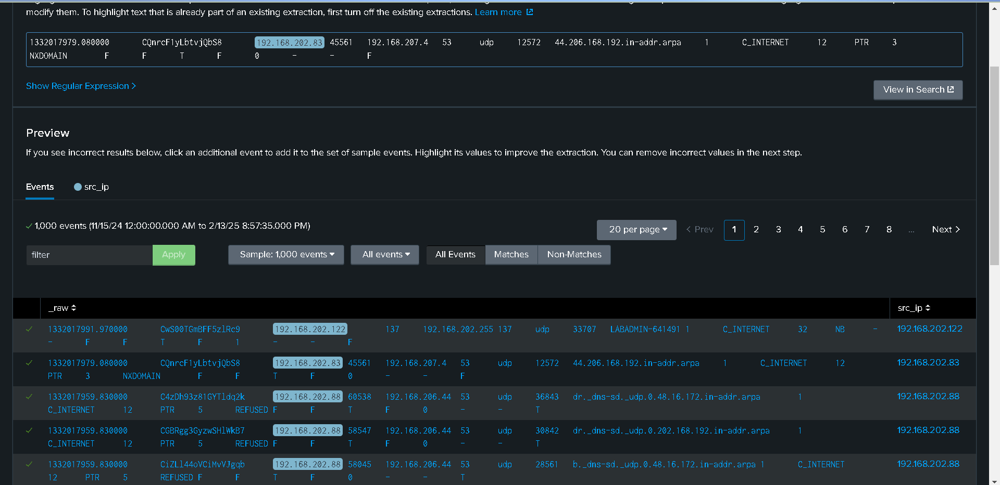 modify them. To highlight text that is already part of an existing extraction, first turn off the existing extractions. Learn more
1332017979.080000 CQnrcF1yLbtvjQbS8 192.168.202.83 45561 192.168.207.4 53 udp 12572 44.206.168.192.in-addr.arpa 1 C_INTERNET 12 PTR 3
NXDOMAIN F F T F 0 - - F
Show Regular Expression >
View in Search
Preview
If you see incorrect results below, click an additional event to add it to the set of sample events. Highlight its values to improve the extraction. You can remove incorrect values in the next step.
Events src_ip
1,000 events (11/15/24 12:00:00.000 AM to 2/13/25 8:57:35.000 PM)
20 per page < Prev 1 2 3 4 5 6 7 8 ... Next >
filter Apply Sample: 1,000 events All events All Events Matches Non-Matches
_raw src_ip
1332017991.970000 CwS00TGmBFF5zlRc9 192.168.202.122 137 192.168.202.255 137 udp 33707 LABADMIN-641491 1 C_INTERNET 32 NB - 192.168.202.122
- F F T F 1 - - F
1332017979.080000 CQnrcF1yLbtvjQbS8 192.168.202.83 45561 192.168.207.4 53 udp 12572 44.206.168.192.in-addr.arpa 1 C_INTERNET 12 192.168.202.83
PTR 3 NXDOMAIN F F T F 0 - - F
1332017959.830000 C4zDh93z81GYTldq2k 192.168.202.88 60538 192.168.206.44 53 udp 36843 dr._dns-sd._udp.0.48.16.172.in-addr.arpa 1 192.168.202.88
C_INTERNET 12 PTR 5 REFUSED F F T F 0 - - T
1332017959.830000 CGBRgg3GyzwSHlWkB7 192.168.202.88 58547 192.168.206.44 53 udp 30842 dr._dns-sd._udp.0.202.168.192.in-addr.arpa 1 192.168.202.88
C_INTERNET 12 PTR 5 REFUSED F F T F 0 - - T
1332017959.830000 CiZLl44oVCiMvVJgqb 192.168.202.88 58045 192.168.206.44 53 udp 28561 b._dns-sd._udp.0.48.16.172.in-addr.arpa 1 C_INTERNET 192.168.202.88
12 PTR 5 REFUSED F F T F 0 - - T